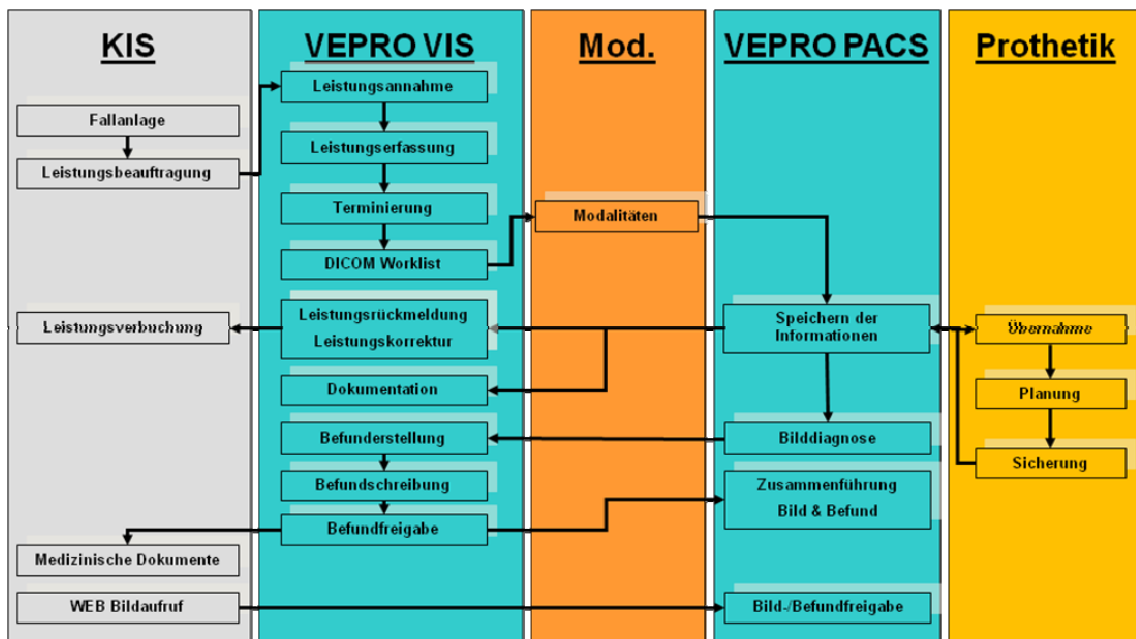 KIS
VEPRO VIS
Mod.
VEPRO PACS
Prothetik
Fallanlage
Leistungsbeauftragung
Leistungsverbuchung
Medizinische Dokumente
WEB Bildaufruf
Leistungsannahme
Leistungserfassung
Terminierung
DICOM Worklist
Leistungsrückmeldung
Leistungskorrektur
Dokumentation
Befunderstellung
Befundschreibung
Befundfreigabe
Modalitäten
Speichern der
Informationen
Bilddiagnose
Zusammenführung
Bild & Befund
Bild-/Befundfreigabe
Übernahme
Planung
Sicherung